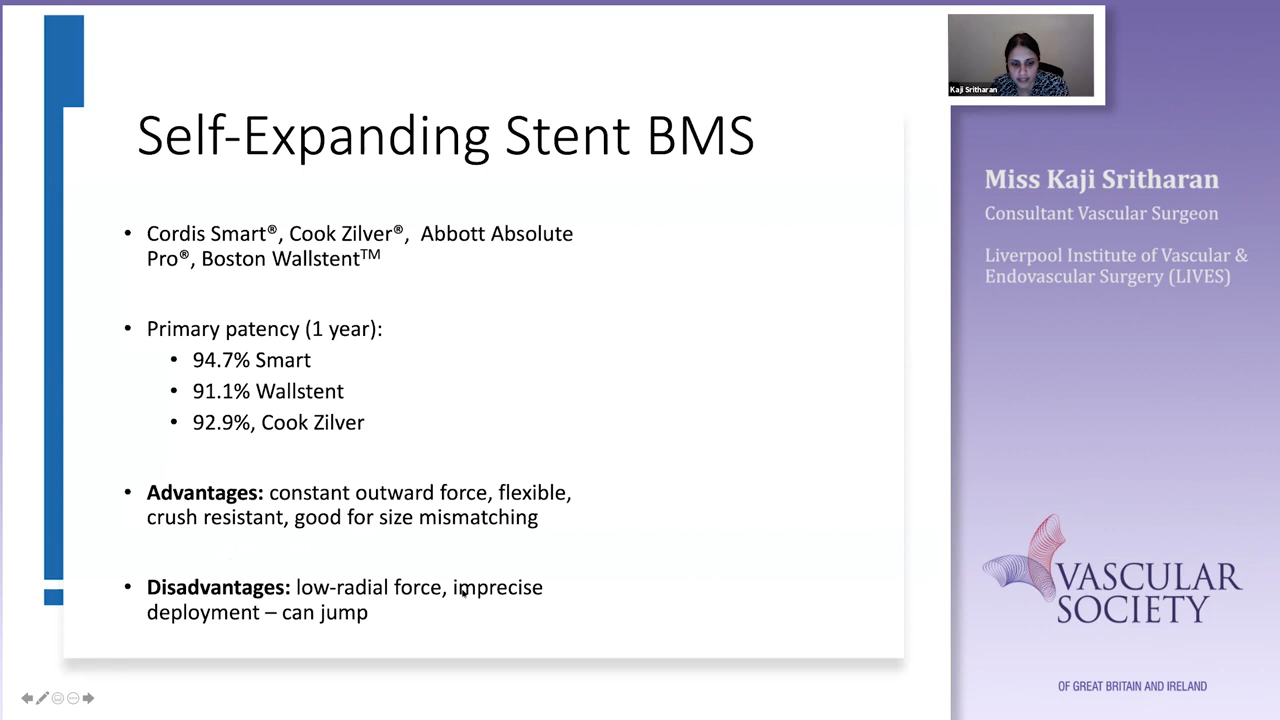 Self-Expanding Stent BMS
• Cordis Smart®, Cook Zilver®, Abbott Absolute
Pro®, Boston Wallstent™
• Primary patency (1 year):
• 94.7% Smart
• 91.1% Wallstent
• 92.9%, Cook Zilver
• Advantages: constant outward force, flexible,
crush resistant, good for size mismatching
• Disadvantages: low-radial force, imprecise
deployment – can jump
Kaji Sritharan
Miss Kaji Sritharan
Consultant Vascular Surgeon
Liverpool Institute of Vascular &
Endovascular Surgery (LIVES)
VASCULAR
SOCIETY
OF GREAT BRITAIN AND IRELAND